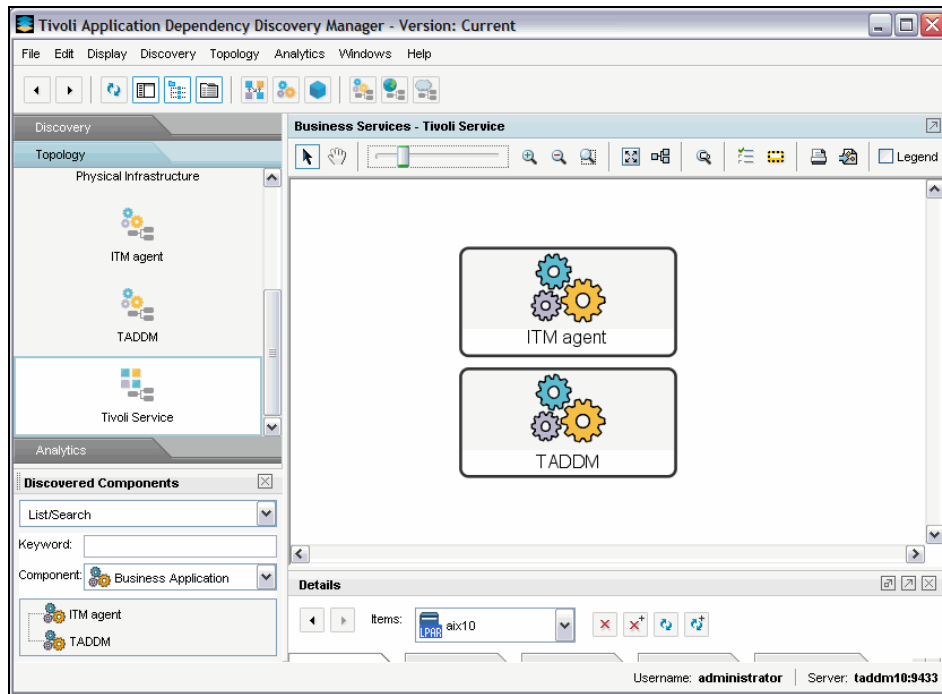 Tivoli Application Dependency Discovery Manager - Version: Current
File Edit Display Discovery Topology Analytics Windows Help
Discovery
Topology
Physical Infrastructure
ITM agent
TADDM
Tivoli Service
Analytics
Discovered Components
List/Search
Keyword:
Component: Business Application
ITM agent
TADDM
Business Services - Tivoli Service
Legend
ITM agent
TADDM
Details
Items: LPAR aix10
Username: administrator Server: taddm10:9433